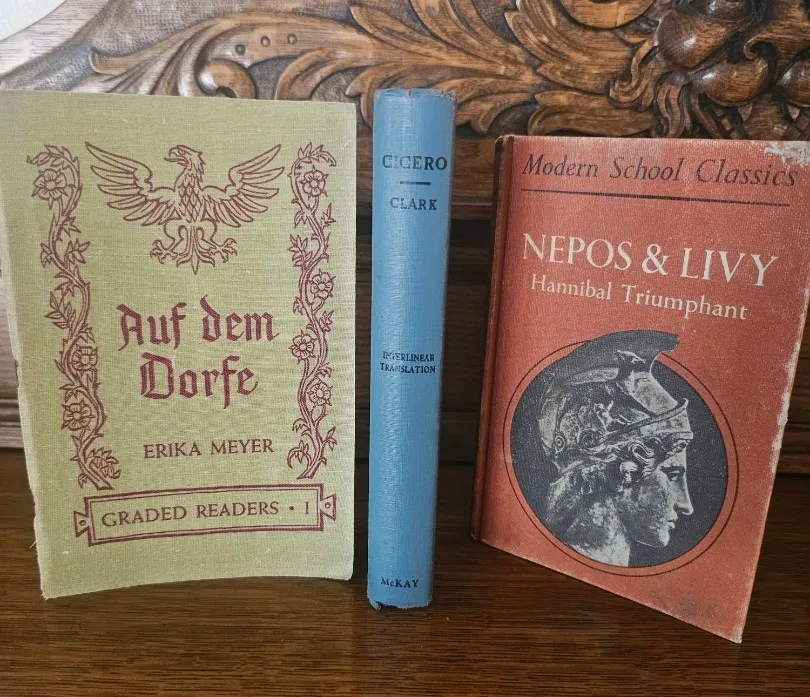 Auf dem
Dorfe
ERIKA MEYER
GRADED READERS · I
CICERO
CLARK
INTERLINEAR
TRANSLATION
McKAY
Modern School Classics
NEPOS & LIVY
Hannibal Triumphant